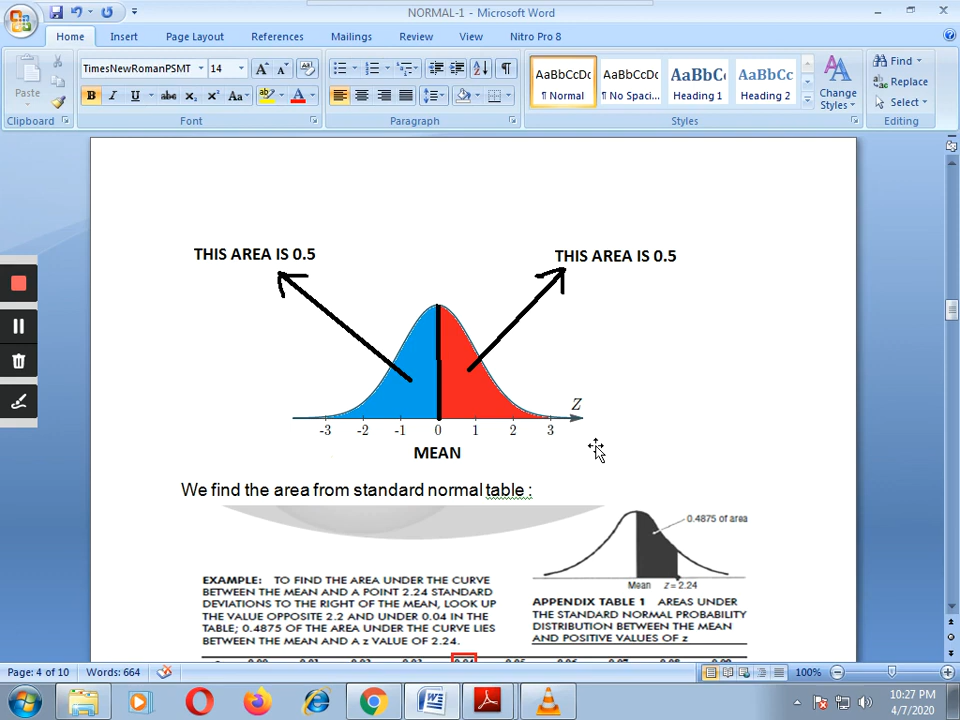 NORMAL-1 - Microsoft Word
Home Insert Page Layout References Mailings Review View Nitro Pro 8
TimesNewRomanPSMT 14 Aa
AaBbCcDc AaBbCcDc AaBbCc AaBbCc
¶ Normal ¶ No Spaci... Heading 1 Heading 2
Paste
Change
Styles
Find
Replace
Select
B I U abc X₂ X² Aa A
Clipboard Font Paragraph Styles Editing
THIS AREA IS 0.5 THIS AREA IS 0.5
Z
-3 -2 -1 0 1 2 3
MEAN
We find the area from standard normal table :
0.4875 of area
Mean z = 2.24
EXAMPLE: TO FIND THE AREA UNDER THE CURVE
BETWEEN THE MEAN AND A POINT 2.24 STANDARD
DEVIATIONS TO THE RIGHT OF THE MEAN, LOOK UP
THE VALUE OPPOSITE 2.2 AND UNDER 0.04 IN THE
TABLE; 0.4875 OF THE AREA UNDER THE CURVE LIES
BETWEEN THE MEAN AND A z VALUE OF 2.24.
APPENDIX TABLE 1 AREAS UNDER
THE STANDARD NORMAL PROBABILITY
DISTRIBUTION BETWEEN THE MEAN
AND POSITIVE VALUES OF z
Page: 4 of 10 Words: 664 100%
10:27 PM
4/7/2020